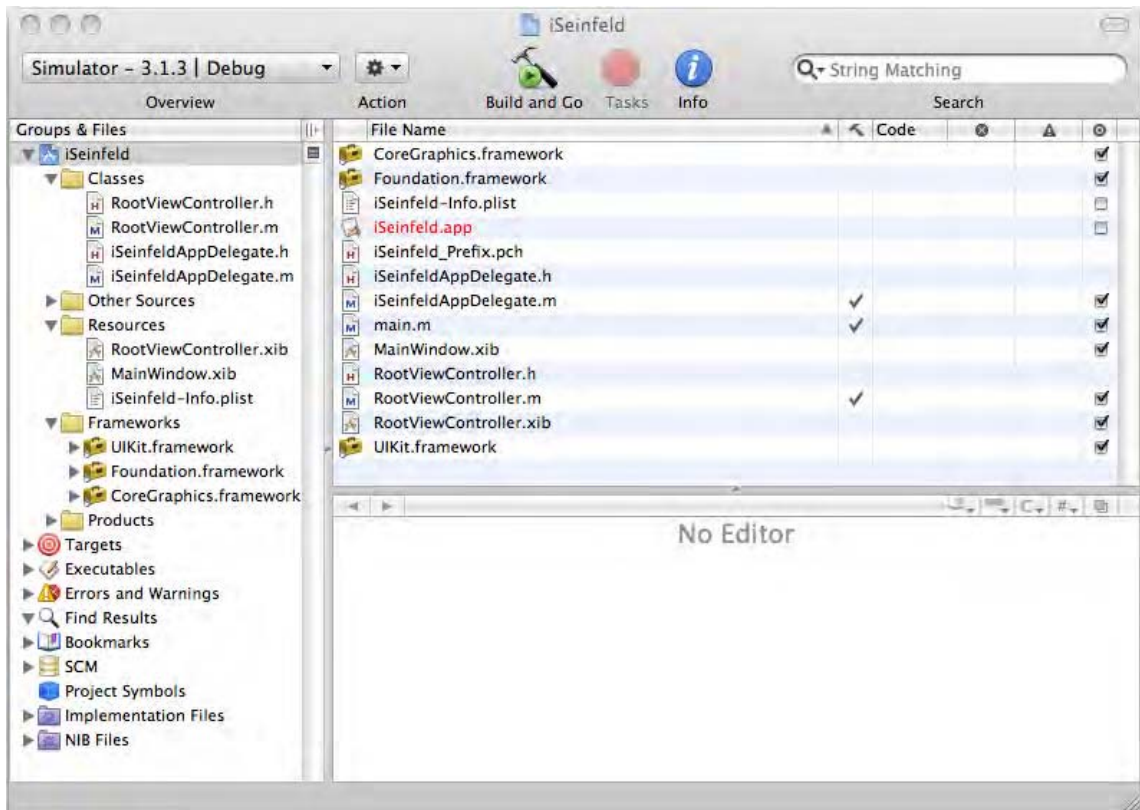 iSeinfeld
Simulator - 3.1.3 | Debug
String Matching
Overview
Action
Build and Go
Tasks
Info
Search
Groups & Files
iSeinfeld
Classes
RootViewController.h
RootViewController.m
iSeinfeldAppDelegate.h
iSeinfeldAppDelegate.m
Other Sources
Resources
RootViewController.xib
MainWindow.xib
iSeinfeld-Info.plist
Frameworks
UIKit.framework
Foundation.framework
CoreGraphics.framework
Products
Targets
Executables
Errors and Warnings
Find Results
Bookmarks
SCM
Project Symbols
Implementation Files
NIB Files
File Name Code
CoreGraphics.framework
Foundation.framework
iSeinfeld-Info.plist
iSeinfeld.app
iSeinfeld_Prefix.pch
iSeinfeldAppDelegate.h
iSeinfeldAppDelegate.m
main.m
MainWindow.xib
RootViewController.h
RootViewController.m
RootViewController.xib
UIKit.framework
C #
No Editor